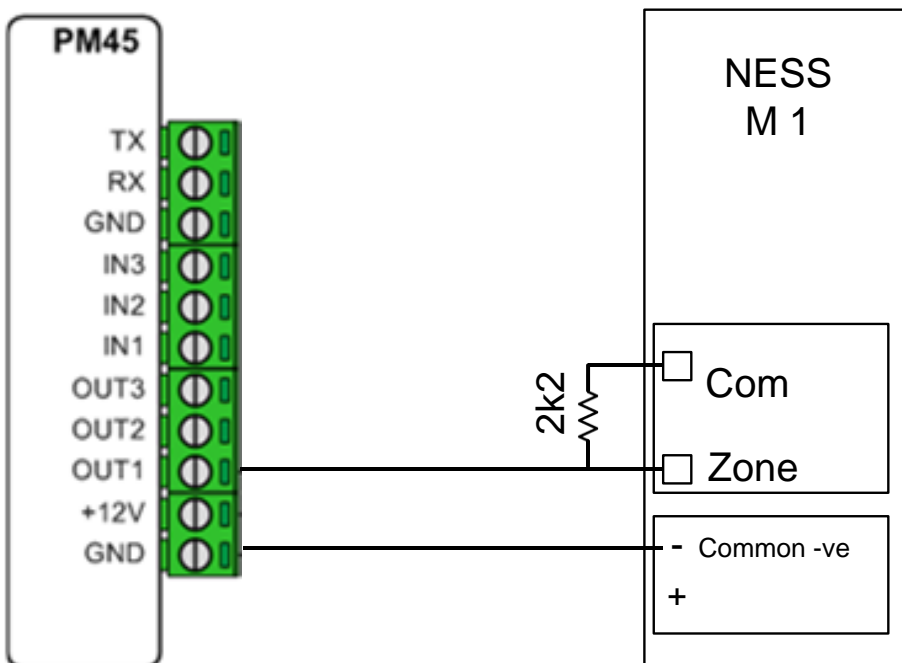 PM45
TX
RX
GND
IN3
IN2
IN1
OUT3
OUT2
OUT1
+12V
GND
2k2
NESS
M 1
Com
Zone
- Common -ve
+